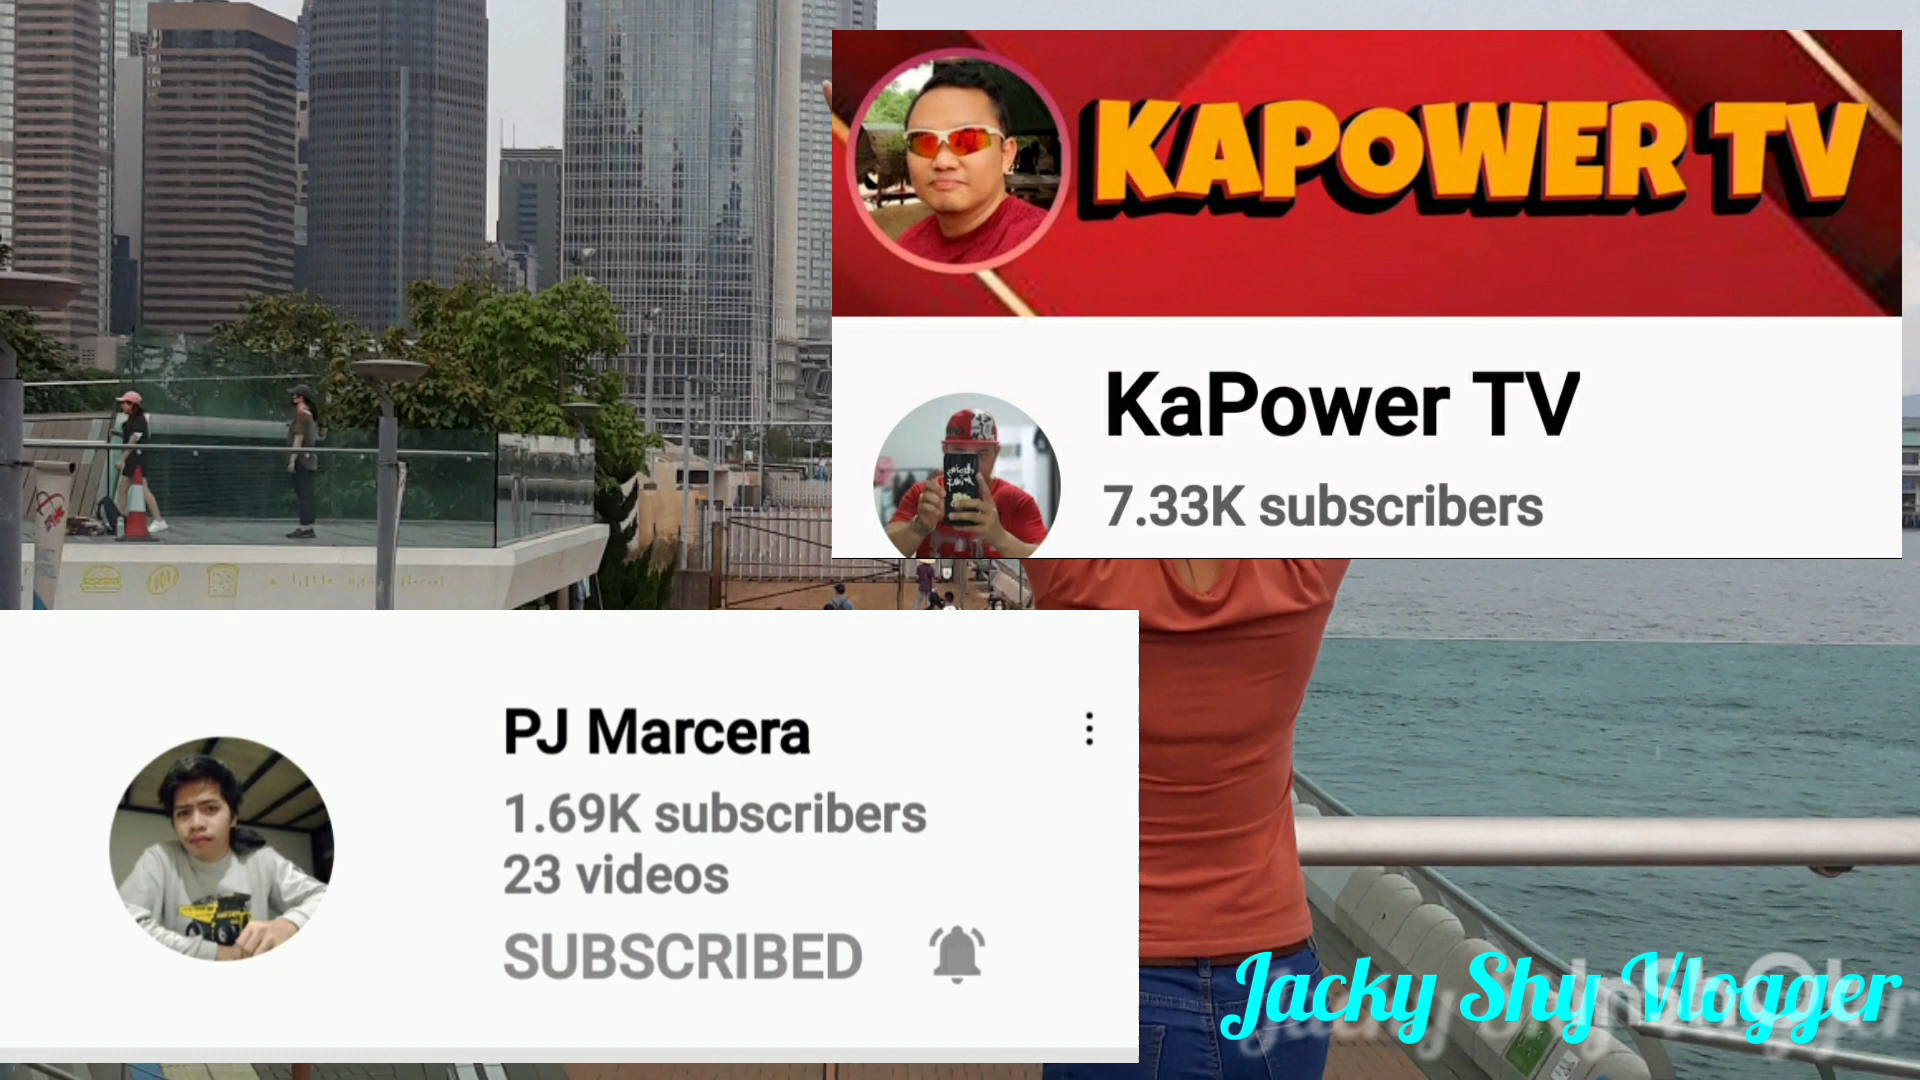 KAPOWER TV
KaPower TV
7.33K subscribers
PJ Marcera
1.69K subscribers
23 videos
SUBSCRIBED
Jacky Shy Vlogger